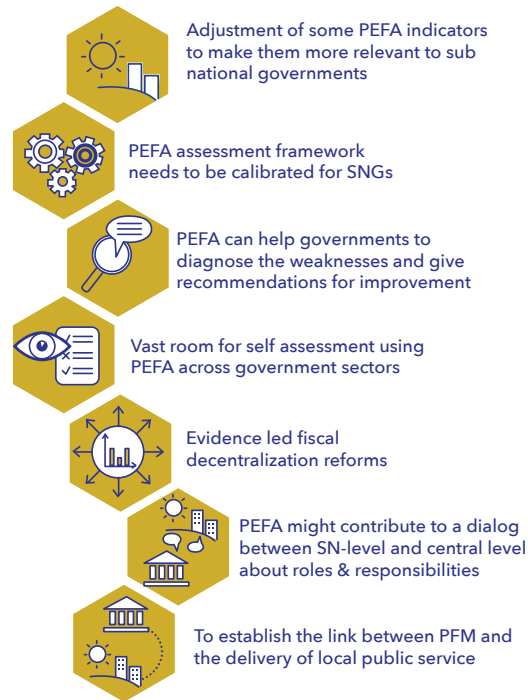 Adjustment of some PEFA indicators
to make them more relevant to sub
national governments
PEFA assessment framework
needs to be calibrated for SNGs
PEFA can help governments to
diagnose the weaknesses and give
recommendations for improvement
Vast room for self assessment using
PEFA across government sectors
Evidence led fiscal
decentralization reforms
PEFA might contribute to a dialog
between SN-level and central level
about roles & responsibilities
To establish the link between PFM and
the delivery of local public service